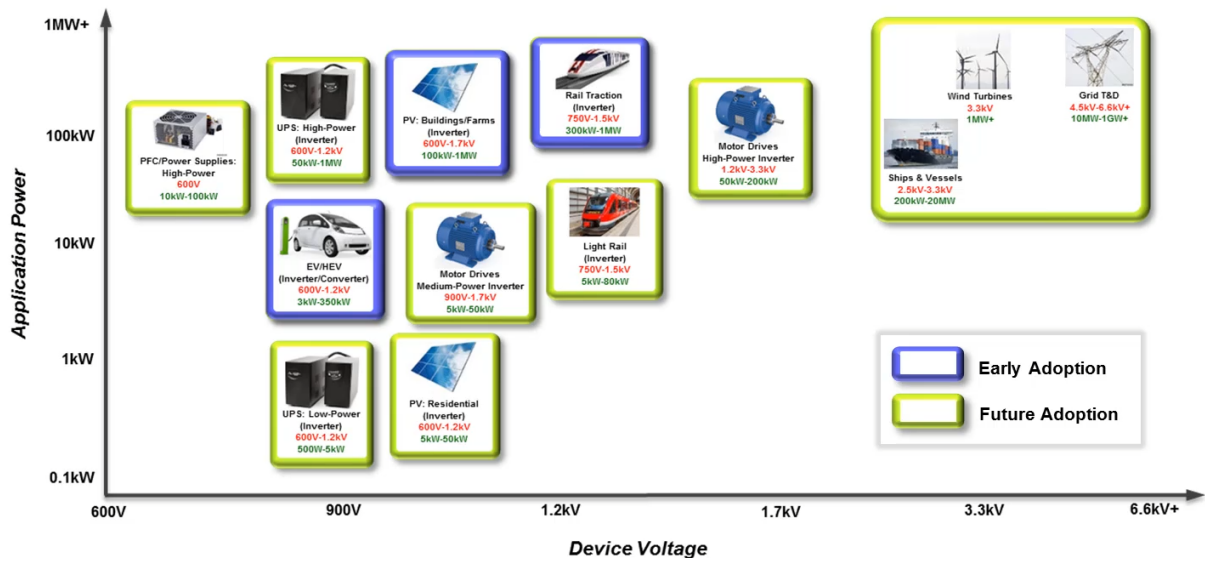 1MW+
100kW
10kW
1kW
0.1kW
Application Power
600V
900V
1.2kV
1.7kV
3.3kV
6.6kV+
Device Voltage
PFC/Power Supplies:
High-Power
600V
10kW-100kW
UPS: High-Power
(Inverter)
600V-1.2kV
50kW-1MW
PV: Buildings/Farms
(Inverter)
600V-1.7kV
100kW-1MW
Rail Traction
(Inverter)
750V-1.5kV
300kW-1MW
Motor Drives
High-Power Inverter
1.2kV-3.3kV
50kW-200kW
Wind Turbines
3.3kV
1MW+
Grid T&D
4.5kV-6.6kV+
10MW-1GW+
Ships & Vessels
2.5kV-3.3kV
200kW-20MW
EV/HEV
(Inverter/Converter)
600V-1.2kV
3kW-350kW
Motor Drives
Medium-Power Inverter
900V-1.7kV
5kW-50kW
Light Rail
(Inverter)
750V-1.5kV
5kW-80kW
UPS: Low-Power
(Inverter)
600V-1.2kV
500W-5kW
PV: Residential
(Inverter)
600V-1.2kV
5kW-50kW
Early Adoption
Future Adoption